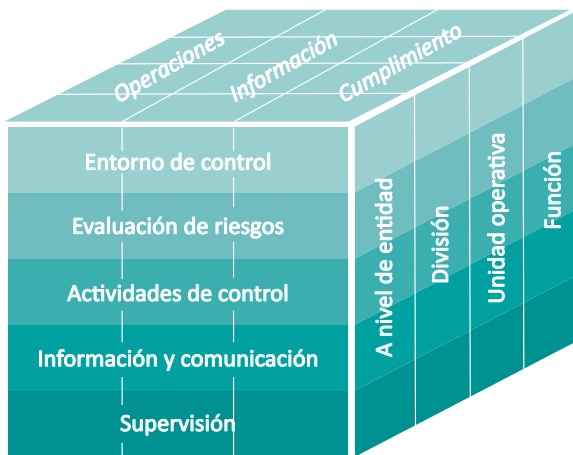 Operaciones
Información
Cumplimiento
Entorno de control
Evaluación de riesgos
Actividades de control
Información y comunicación
Supervisión
A nivel de entidad
División
Unidad operativa
Función